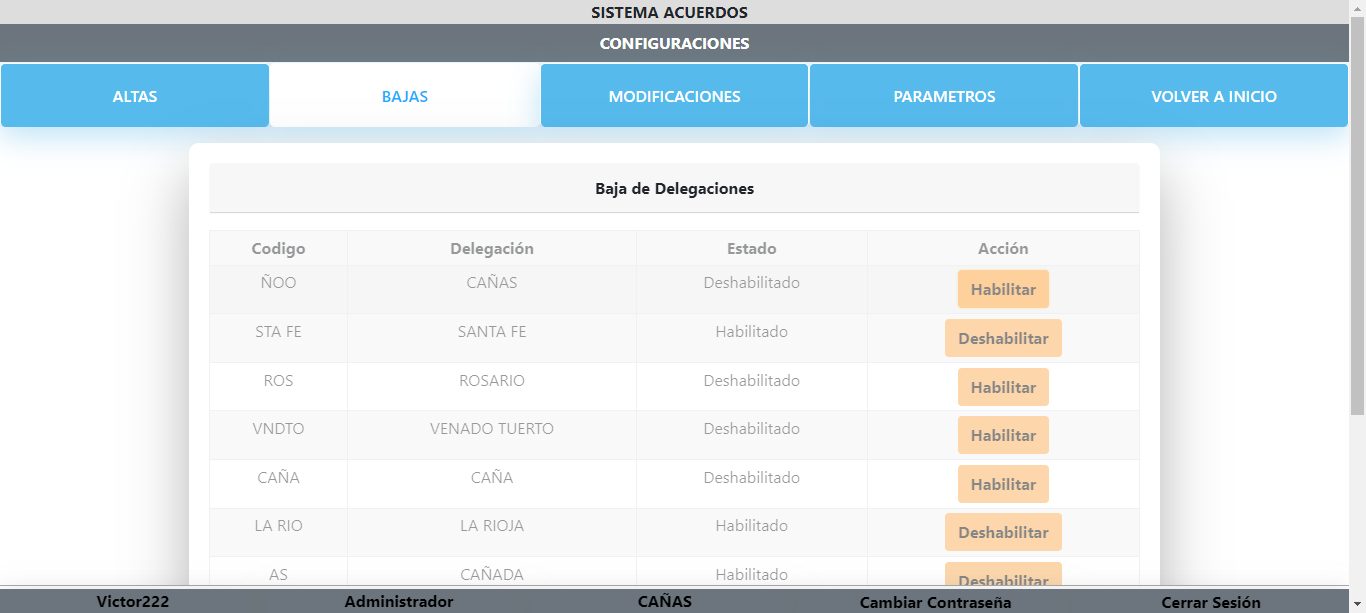 SISTEMA ACUERDOS
CONFIGURACIONES
ALTAS BAJAS MODIFICACIONES PARAMETROS VOLVER A INICIO
Baja de Delegaciones
Codigo Delegación Estado Acción
ÑOO CAÑAS Deshabilitado Habilitar
STA FE SANTA FE Habilitado Deshabilitar
ROS ROSARIO Deshabilitado Habilitar
VNDTO VENADO TUERTO Deshabilitado Habilitar
CAÑA CAÑA Deshabilitado Habilitar
LA RIO LA RIOJA Habilitado Deshabilitar
AS CAÑADA Habilitado Deshabilitar
Victor222 Administrador CAÑAS Cambiar Contraseña Cerrar Sesión